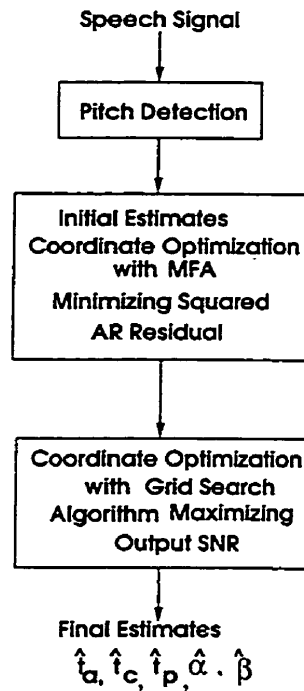 Speech Signal
Pitch Detection
Initial Estimates
Coordinate Optimization
with MFA
Minimizing Squared
AR Residual
Coordinate Optimization
with Grid Search
Algorithm Maximizing
Output SNR
Final Estimates
t̂a, t̂c, t̂p, α̂, β̂